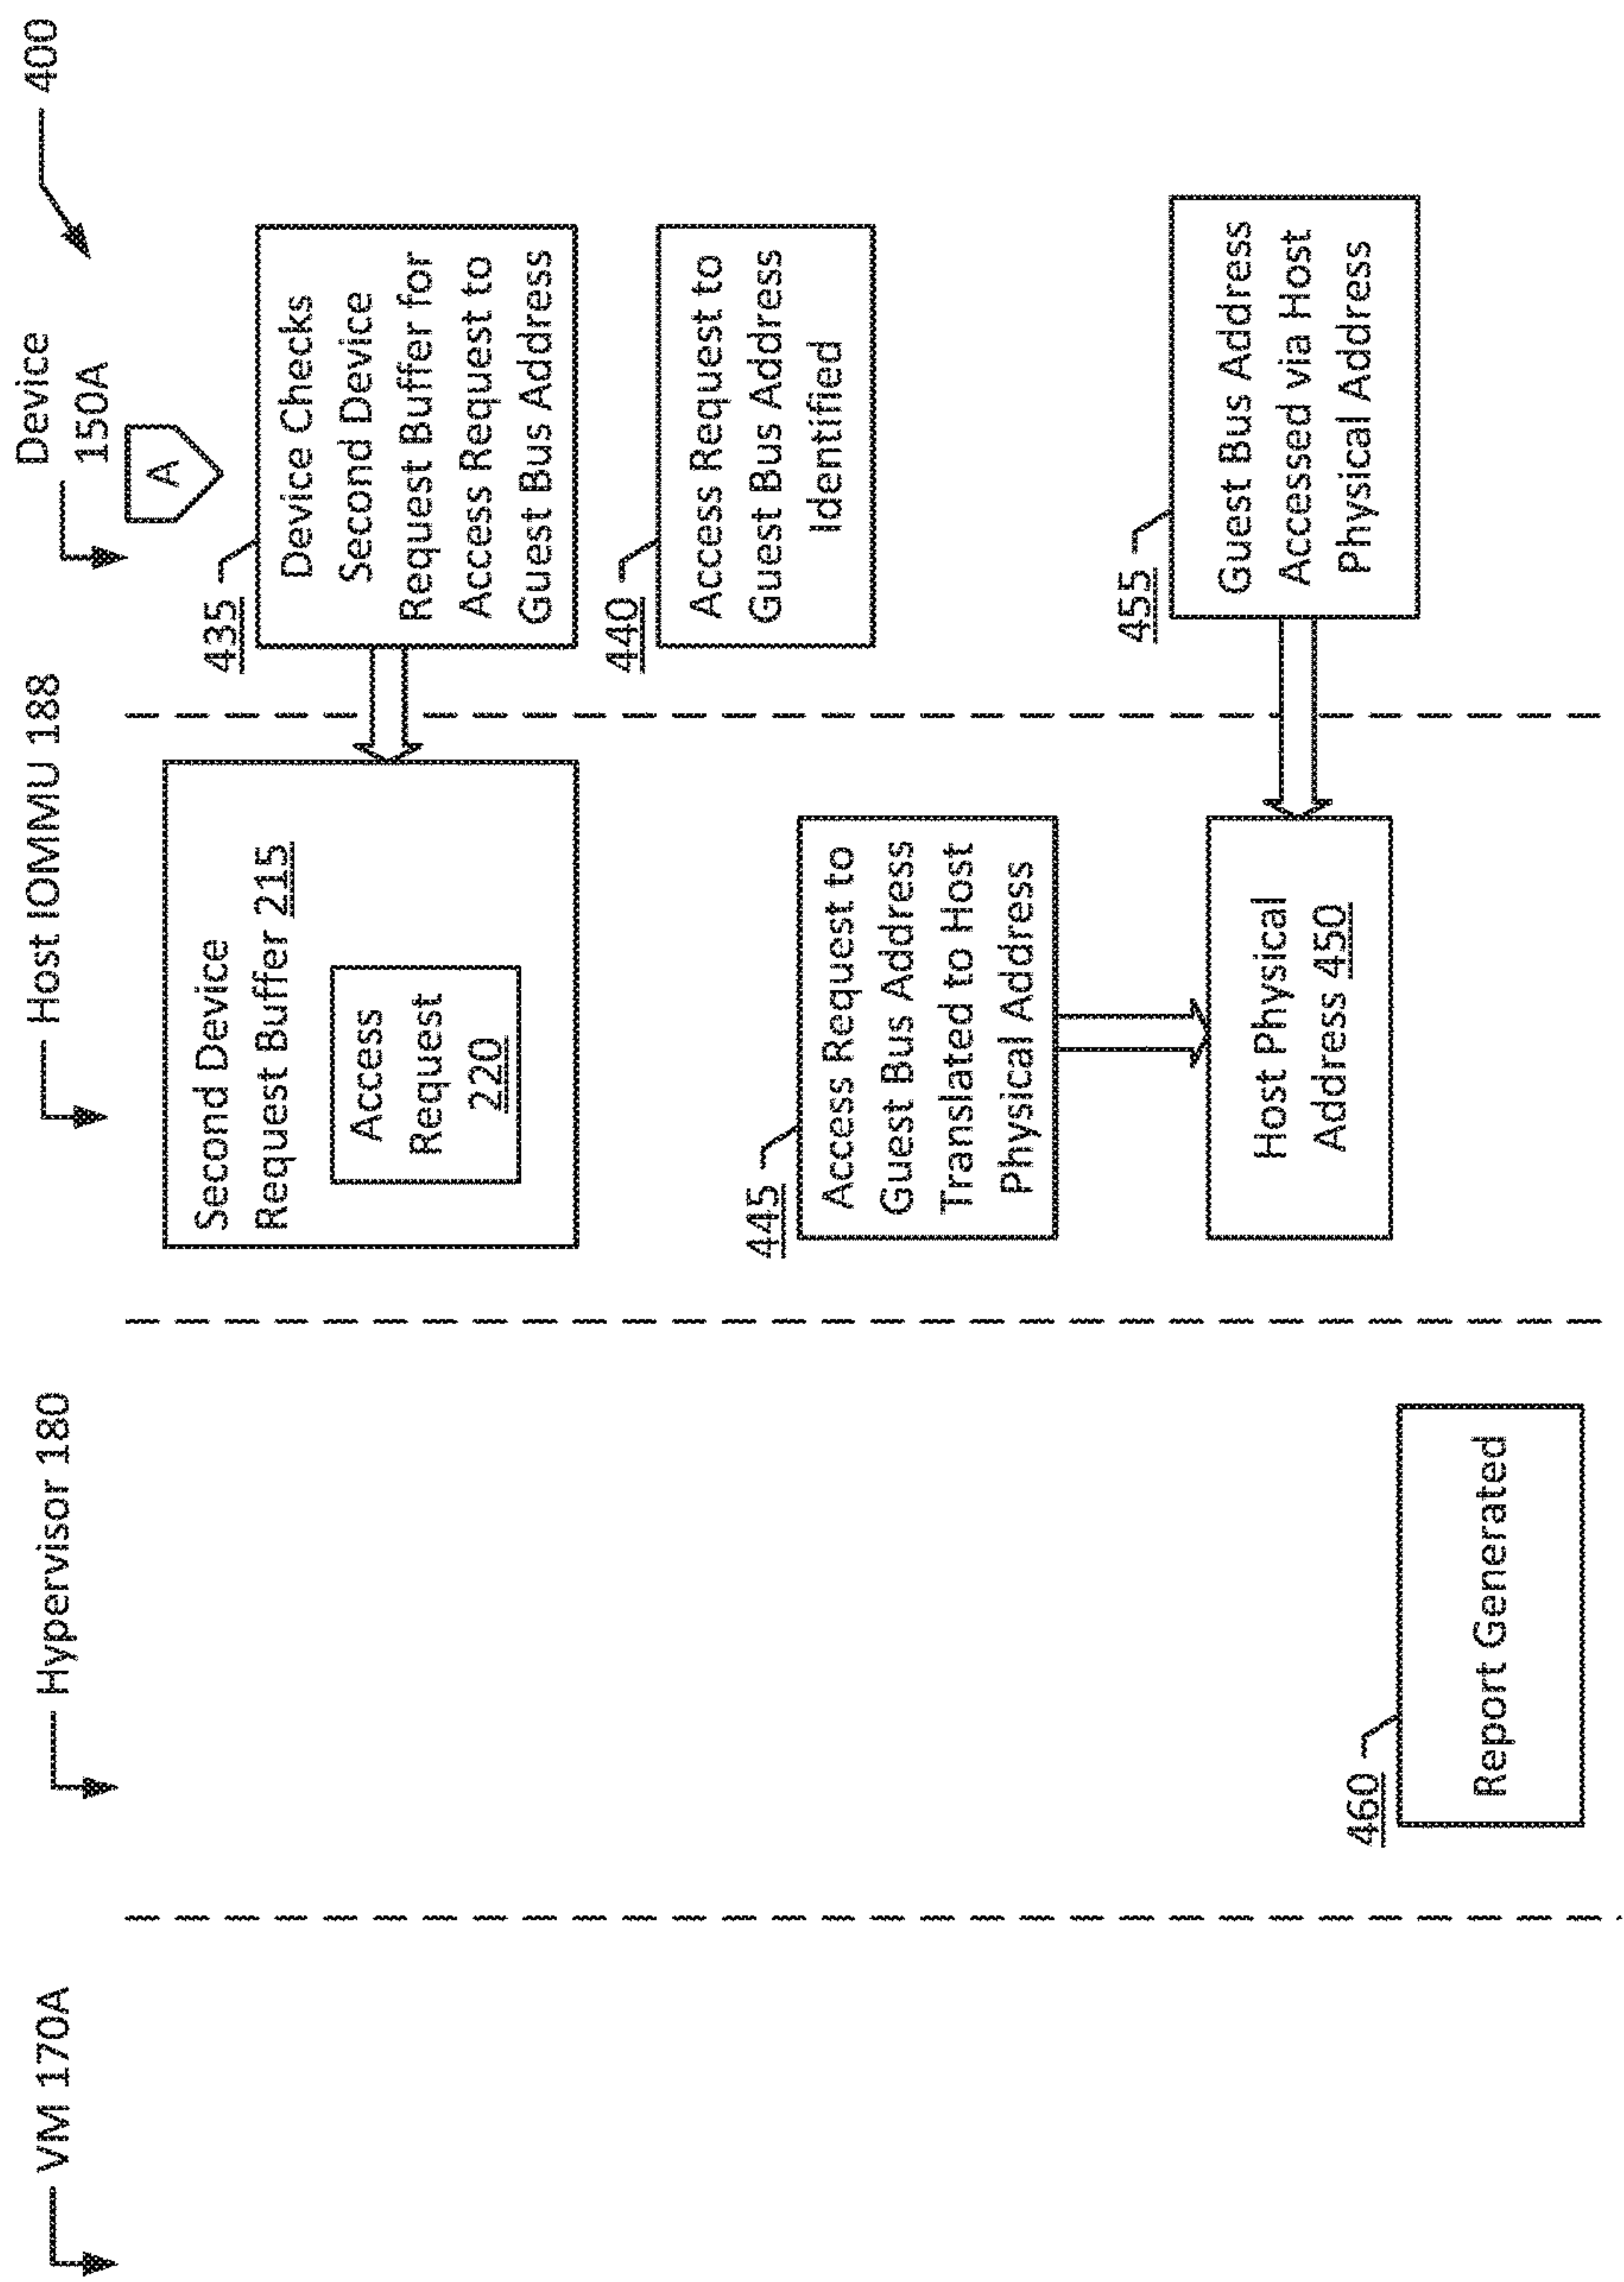 400
VM 170A
Hypervisor 180
Host IOMMU 188
Device
150A
A
435
Device Checks
Second Device
Request Buffer for
Access Request to
Guest Bus Address
Second Device
Request Buffer 215
Access
Request
220
440
Access Request to
Guest Bus Address
Identified
445
Access Request to
Guest Bus Address
Translated to Host
Physical Address
Host Physical
Address 450
455
Guest Bus Address
Accessed via Host
Physical Address
460
Report Generated